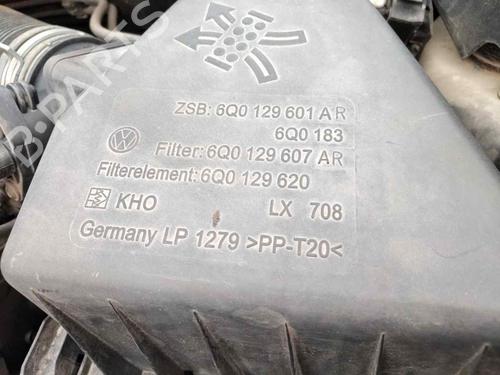 B-PARTS
ZSB: 6Q0 129 601 AR
6Q0 183
Filter: 6Q0 129 607 AR
Filterelement: 6Q0 129 620
KHO LX 708
Germany LP 1279 >PP-T20<